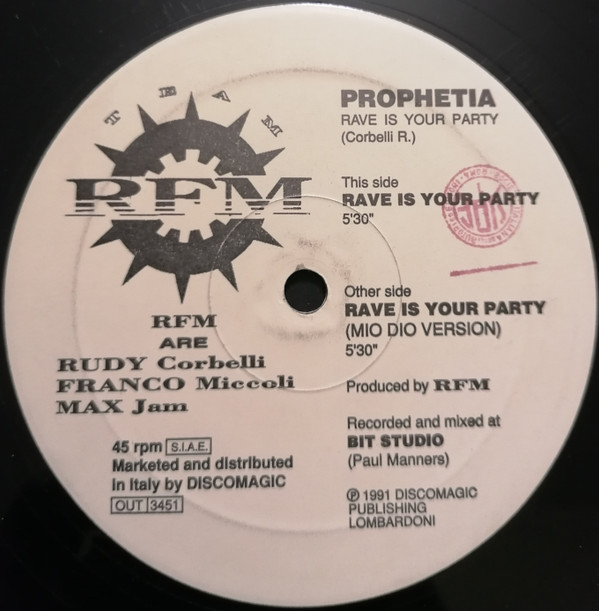 TEAM
RFM
RFM
ARE
RUDY Corbelli
FRANCO Miccoli
MAX Jam
45 rpm S.I.A.E.
Marketed and distributed
in Italy by DISCOMAGIC
OUT 3451
PROPHETIA
RAVE IS YOUR PARTY
(Corbelli R.)
This side
RAVE IS YOUR PARTY
5'30"
Other side
RAVE IS YOUR PARTY
(MIO DIO VERSION)
5'30"
Produced by RFM
Recorded and mixed at
BIT STUDIO
(Paul Manners)
℗ 1991 DISCOMAGIC
PUBLISHING
LOMBARDONI